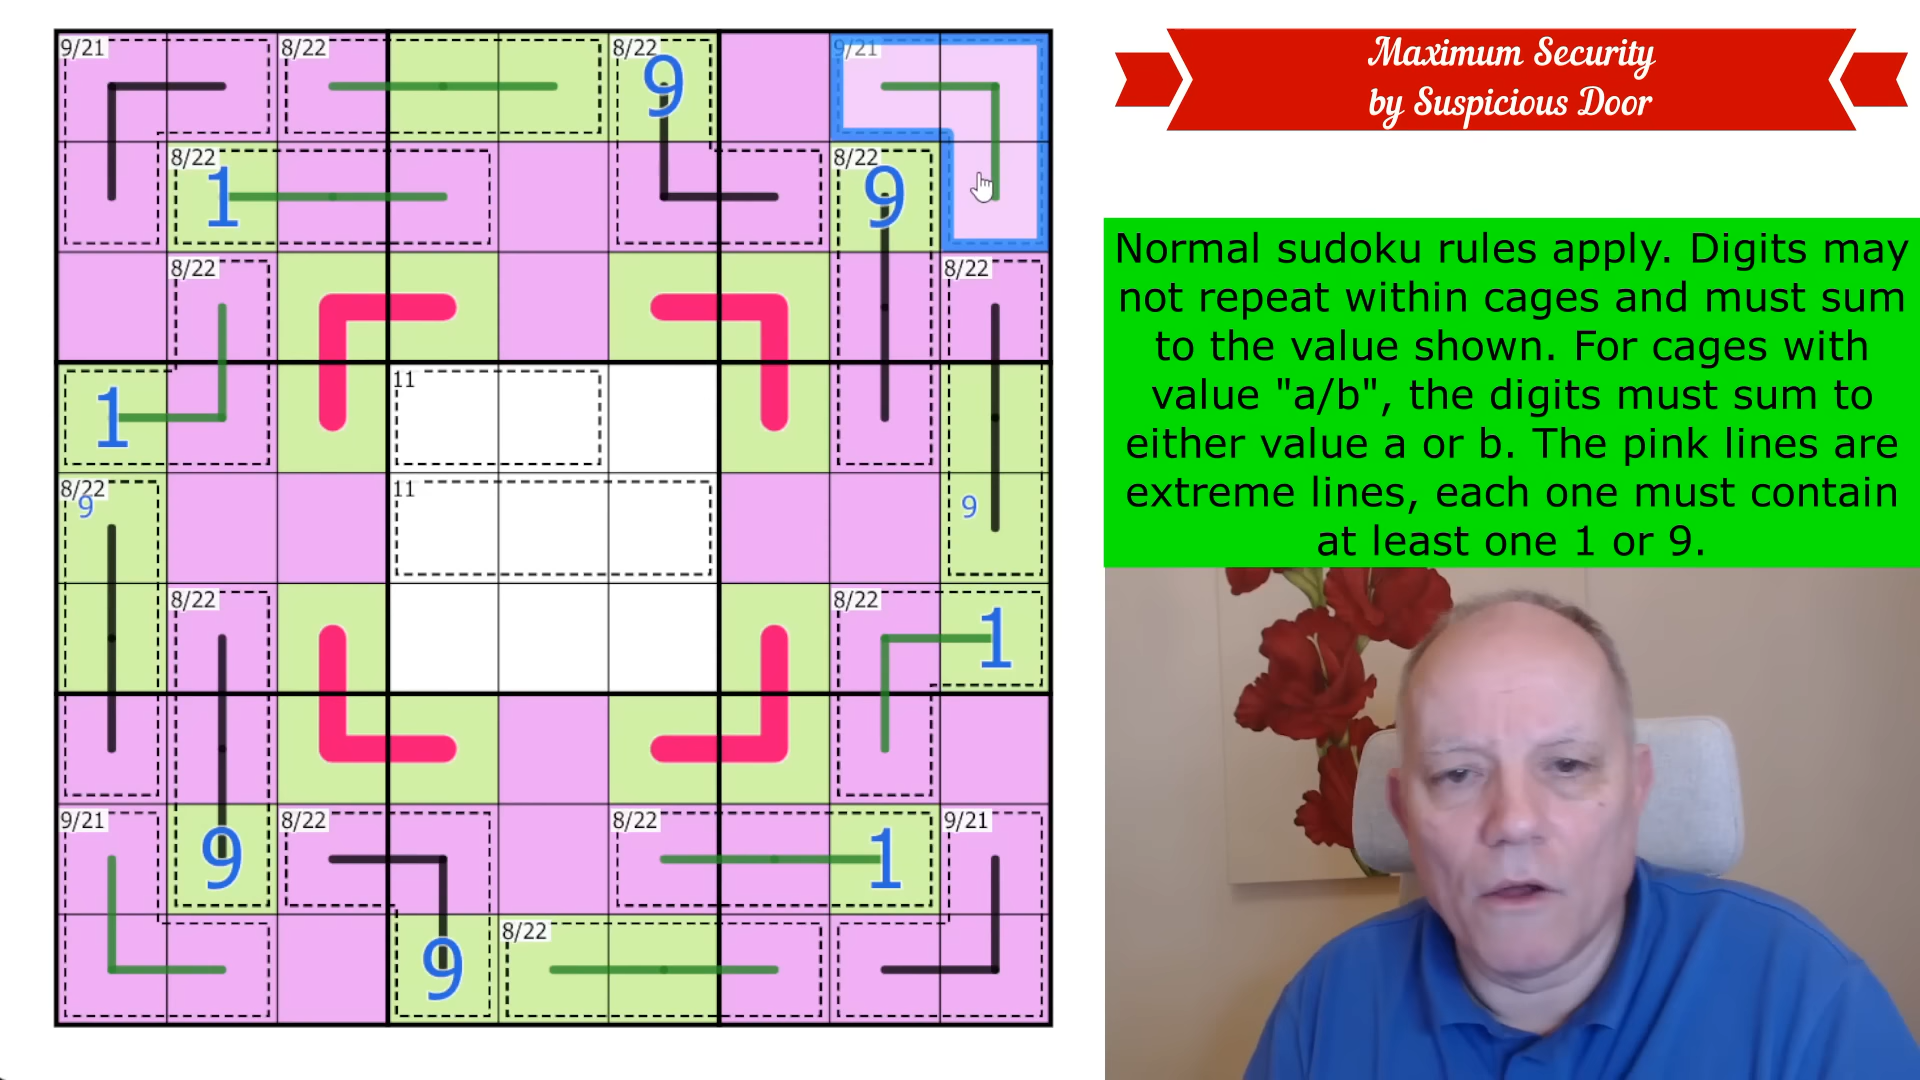 Maximum Security
by Suspicious Door
Normal sudoku rules apply. Digits may
not repeat within cages and must sum
to the value shown. For cages with
value "a/b", the digits must sum to
either value a or b. The pink lines are
extreme lines, each one must contain
at least one 1 or 9.
9/21 8/22 8/22 9/21
9
8/22 8/22
1 9
8/22 8/22
11
1
8/22 11
9 9
8/22 8/22
1
9/21 8/22 8/22 9/21
9 1
8/22
9